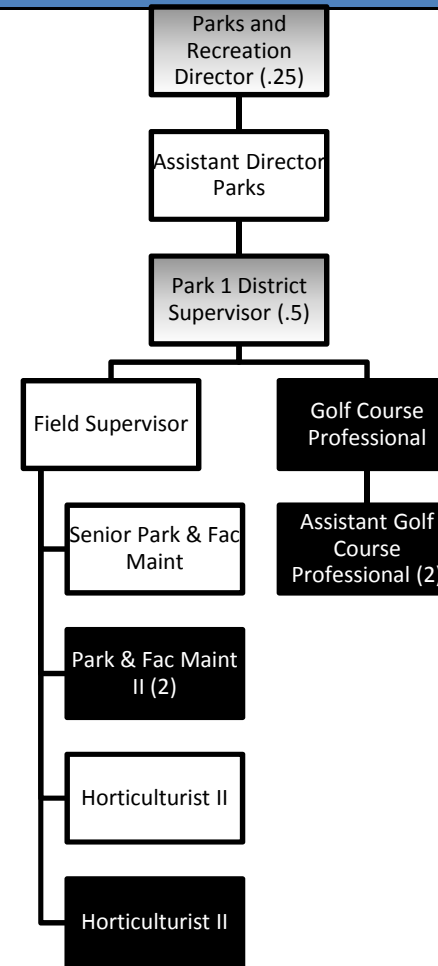 Parks and
Recreation
Director (.25)
Assistant Director
Parks
Park 1 District
Supervisor (.5)
Field Supervisor
Golf Course
Professional
Senior Park & Fac
Maint
Assistant Golf
Course
Professional (2)
Park & Fac Maint
II (2)
Horticulturist II
Horticulturist II